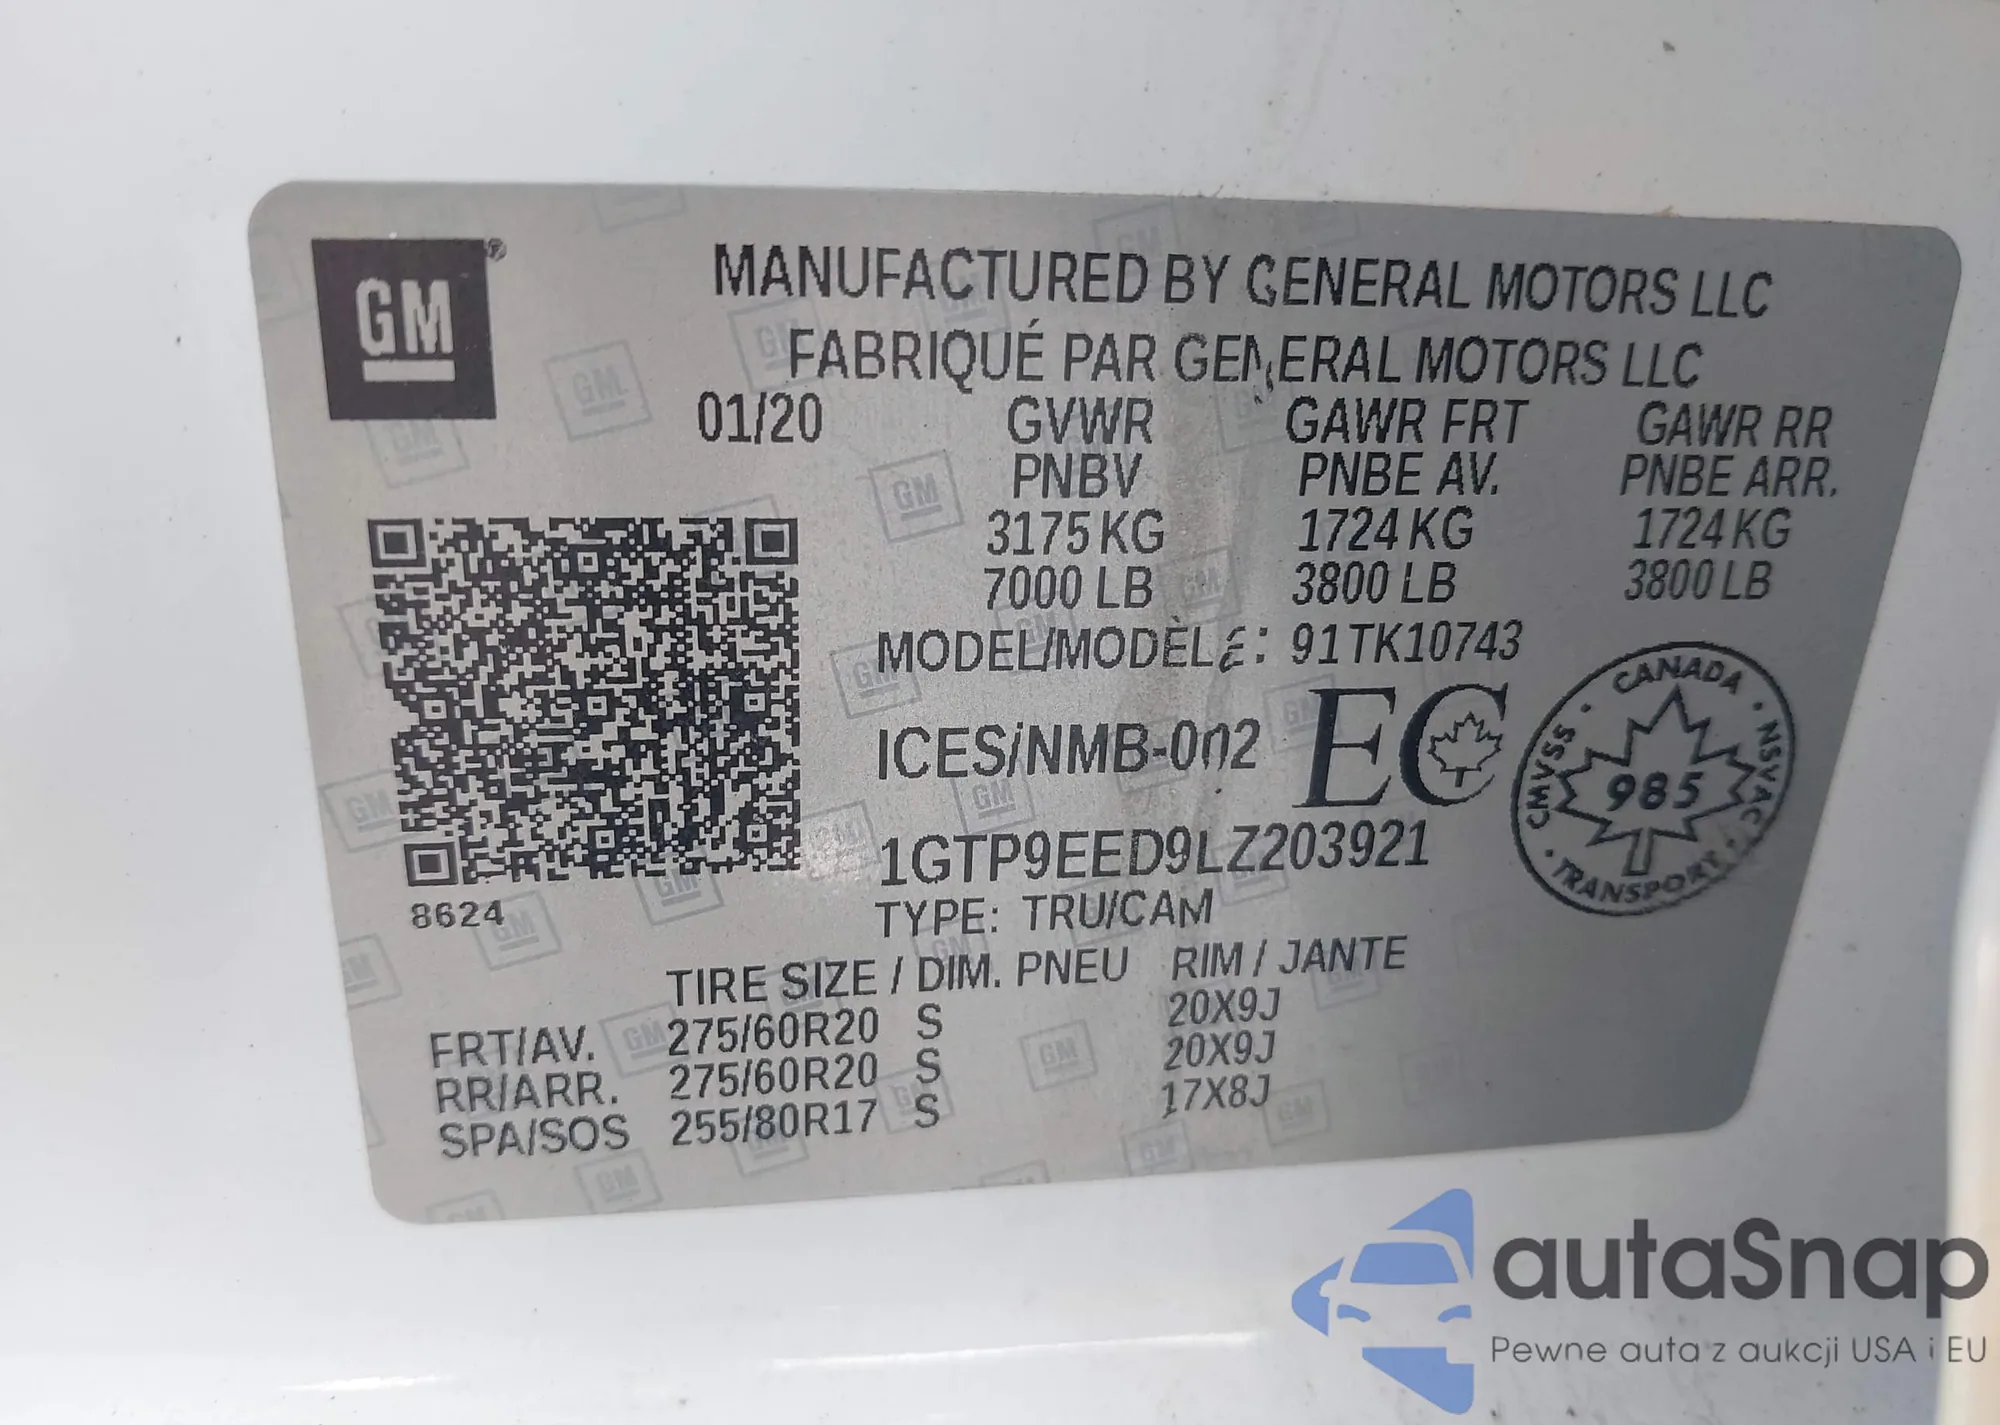 GM®
MANUFACTURED BY GENERAL MOTORS LLC
FABRIQUÉ PAR GENERAL MOTORS LLC
01/20 GVWR GAWR FRT GAWR RR
PNBV PNBE AV. PNBE ARR.
3175 KG 1724 KG 1724 KG
7000 LB 3800 LB 3800 LB
MODEL/MODÈLE: 91TK10743
ICES/NMB-002 EC
CANADA
CMVSS · NSVAC
985
TRANSPORT
1GTP9EED9LZ203921
8624
TYPE: TRU/CAM
TIRE SIZE / DIM. PNEU RIM / JANTE
FRT/AV. 275/60R20 S 20X9J
RR/ARR. 275/60R20 S 20X9J
SPA/SOS 255/80R17 S 17X8J
autaSnap
Pewne auta z aukcji USA i EU